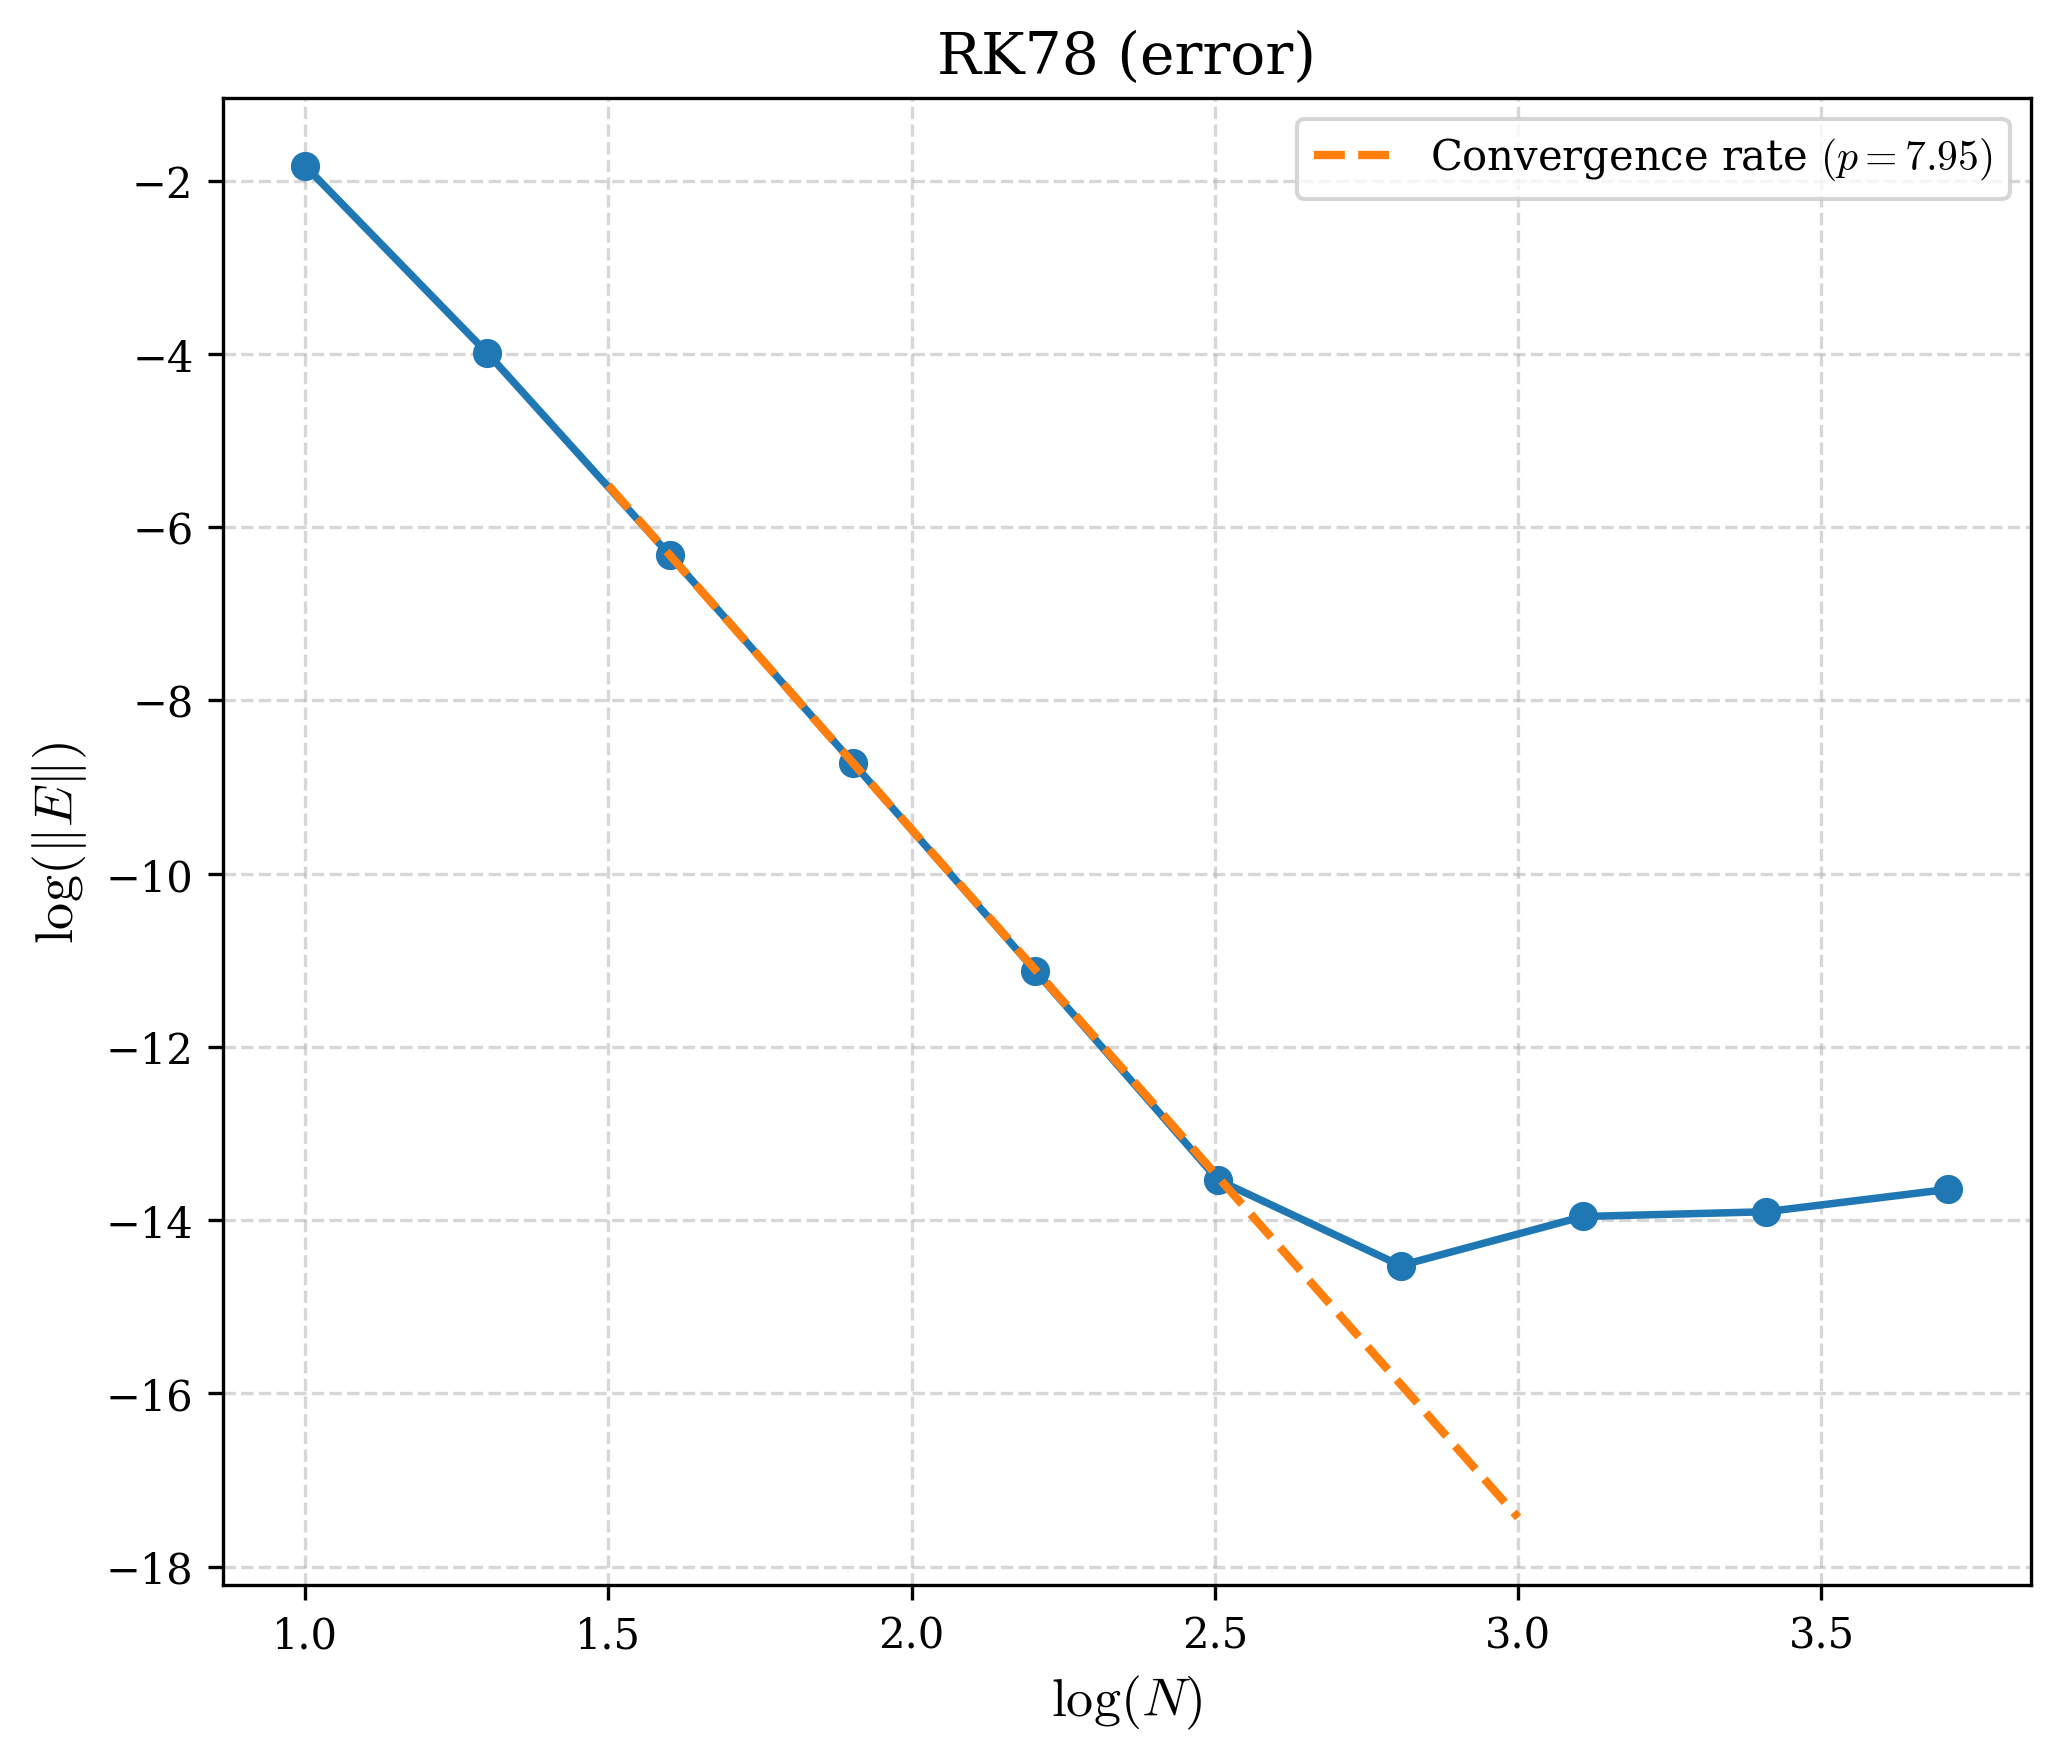 RK78 (error)
Convergence rate (p = 7.95)
log(||E||)
−2
−4
−6
−8
−10
−12
−14
−16
−18
1.0 1.5 2.0 2.5 3.0 3.5
log(N)